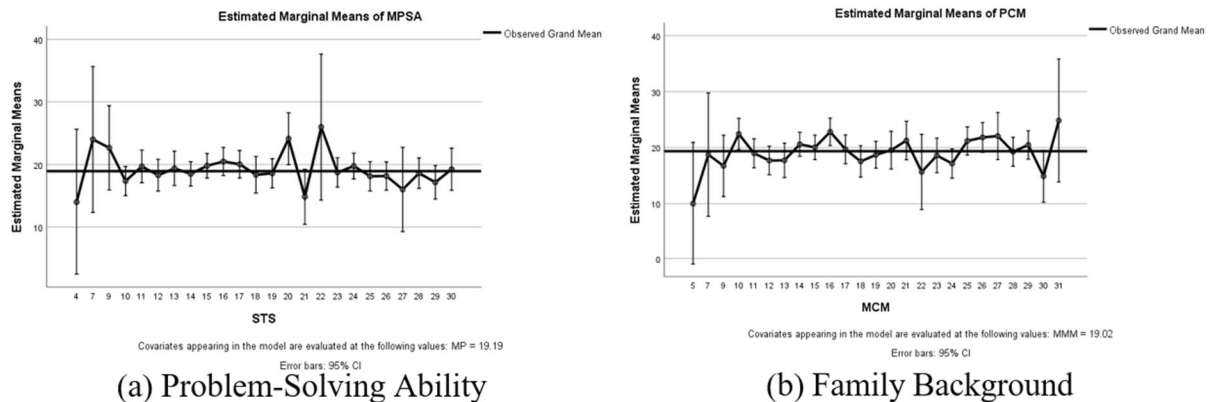 Estimated Marginal Means of MPSA
Observed Grand Mean
Estimated Marginal Means
40
30
20
10
4 7 9 10 11 12 13 14 15 16 17 18 19 20 21 22 23 24 25 26 27 28 29 30
STS
Covariates appearing in the model are evaluated at the following values: MP = 19.19
Error bars: 95% CI
(a) Problem-Solving Ability
Estimated Marginal Means of PCM
Observed Grand Mean
Estimated Marginal Means
40
30
20
10
0
5 7 9 10 11 12 13 14 15 16 17 18 19 20 21 22 23 24 25 26 27 28 29 30 31
MCM
Covariates appearing in the model are evaluated at the following values: MMM = 19.02
Error bars: 95% CI
(b) Family Background